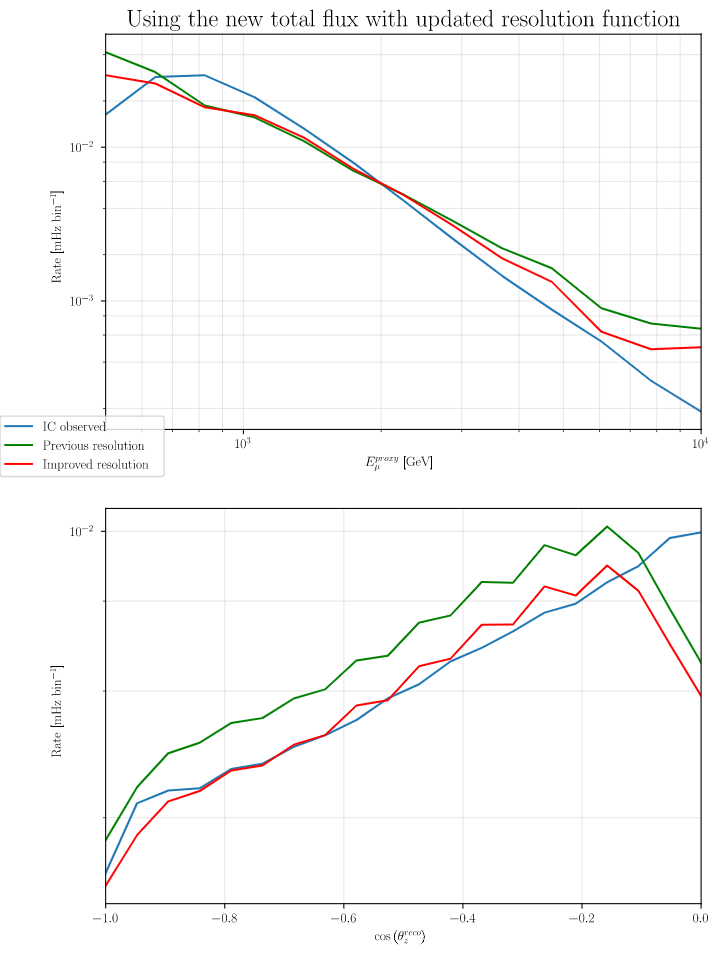 Using the new total flux with updated resolution function
10⁻²
10⁻³
Rate [mHz bin⁻¹]
10³
10⁴
E_μ^{proxy} [GeV]
IC observed
Previous resolution
Improved resolution
10⁻²
Rate [mHz bin⁻¹]
−1.0 −0.8 −0.6 −0.4 −0.2 0.0
cos (θ_z^{reco})